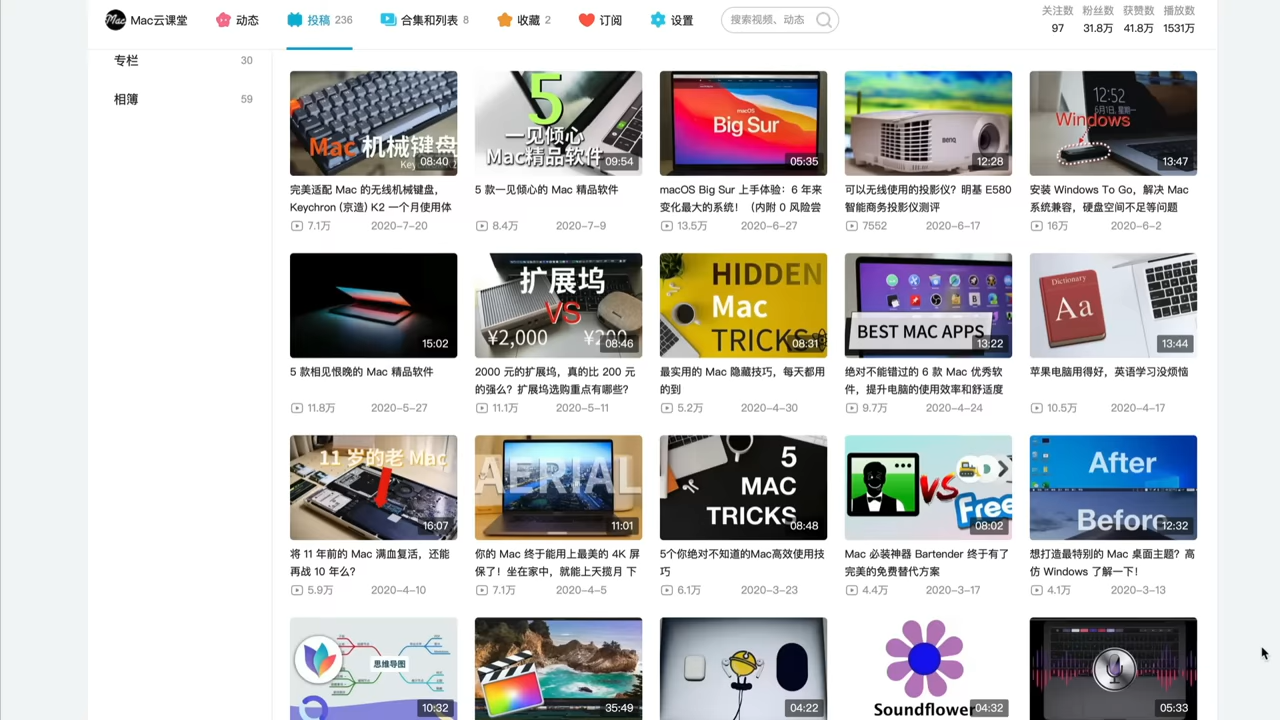 Mac云课堂
动态
投稿 236
合集和列表 8
收藏 2
订阅
设置
搜索视频、动态
关注数 粉丝数 获赞数 播放数
97 31.8万 41.8万 1531万
专栏 30
相簿 59
Mac 机械键盘
08:40
完美适配 Mac 的无线机械键盘，
Keychron (京造) K2 一个月使用体
7.1万 2020-7-20
5
一见倾心
Mac精品软件
09:54
5 款一见倾心的 Mac 精品软件
8.4万 2020-7-9
macOS
Big Sur
05:35
macOS Big Sur 上手体验：6 年来
变化最大的系统！（内附 0 风险尝
13.5万 2020-6-27
BenQ
12:28
可以无线使用的投影仪？明基 E580
智能商务投影仪测评
7552 2020-6-17
12:52
6月1日, 星期一
Windows
13:47
安装 Windows To Go，解决 Mac
系统兼容，硬盘空间不足等问题
16万 2020-6-2
15:02
5 款相见恨晚的 Mac 精品软件
11.8万 2020-5-27
扩展坞
VS
¥2,000 ¥200
08:46
2000 元的扩展坞，真的比 200 元
的强么？扩展坞选购重点有哪些？
11.1万 2020-5-11
HIDDEN
Mac
TRICKS
08:31
最实用的 Mac 隐藏技巧，每天都用
的到
5.2万 2020-4-30
BEST MAC APPS
13:22
绝对不能错过的 6 款 Mac 优秀软
件，提升电脑的使用效率和舒适度
9.7万 2020-4-24
Dictionary
Aa
13:44
苹果电脑用得好，英语学习没烦恼
10.5万 2020-4-17
11 岁的老 Mac
16:07
将 11 年前的 Mac 满血复活，还能
再战 10 年么？
5.9万 2020-4-10
AERIAL
11:01
你的 Mac 终于能用上最美的 4K 屏
保了！坐在家中，就能上天揽月 下
7.1万 2020-4-5
5
MAC
TRICKS
08:48
5个你绝对不知道的Mac高效使用技
巧
6.1万 2020-3-23
VS
Free
08:02
Mac 必装神器 Bartender 终于有了
完美的免费替代方案
4.4万 2020-3-17
After
Before
12:32
想打造最特别的 Mac 桌面主题？高
仿 Windows 了解一下！
4.1万 2020-3-13
思维导图
10:32
35:49
04:22
Soundflower
04:32
05:33